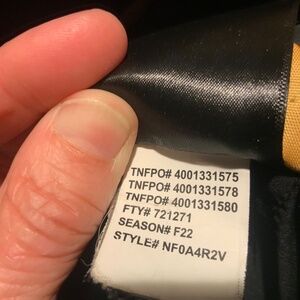 TNFPO# 4001331575
TNFPO# 4001331578
TNFPO# 4001331580
FTY# 721271
SEASON# F22
STYLE# NF0A4R2V